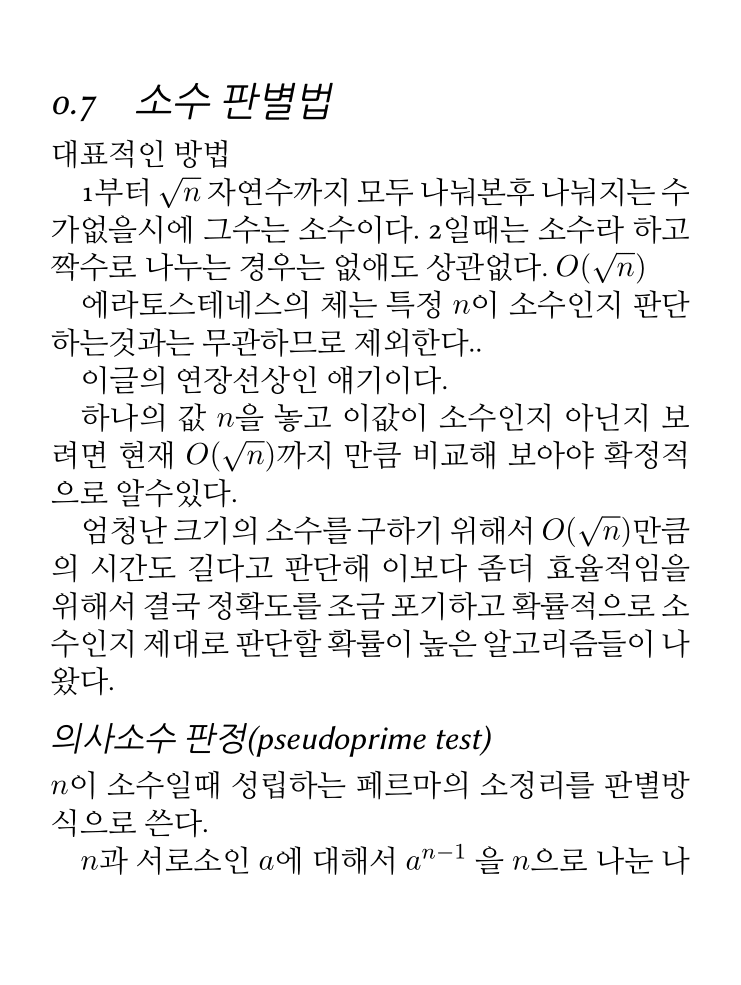 0.7 소수 판별법
대표적인 방법
1부터 √n 자연수까지 모두 나눠본후 나눠지는 수
가없을시에 그수는 소수이다. 2일때는 소수라 하고
짝수로 나누는 경우는 없애도 상관없다. O(√n)
에라토스테네스의 체는 특정 n이 소수인지 판단
하는것과는 무관하므로 제외한다..
이글의 연장선상인 얘기이다.
하나의 값 n을 놓고 이값이 소수인지 아닌지 보
려면 현재 O(√n)까지 만큼 비교해 보아야 확정적
으로 알수있다.
엄청난 크기의 소수를 구하기 위해서 O(√n)만큼
의 시간도 길다고 판단해 이보다 좀더 효율적임을
위해서 결국 정확도를 조금 포기하고 확률적으로 소
수인지 제대로 판단할 확률이 높은 알고리즘들이 나
왔다.
의사소수 판정(pseudoprime test)
n이 소수일때 성립하는 페르마의 소정리를 판별방
식으로 쓴다.
n과 서로소인 a에 대해서 a^{n−1} 을 n으로 나눈 나